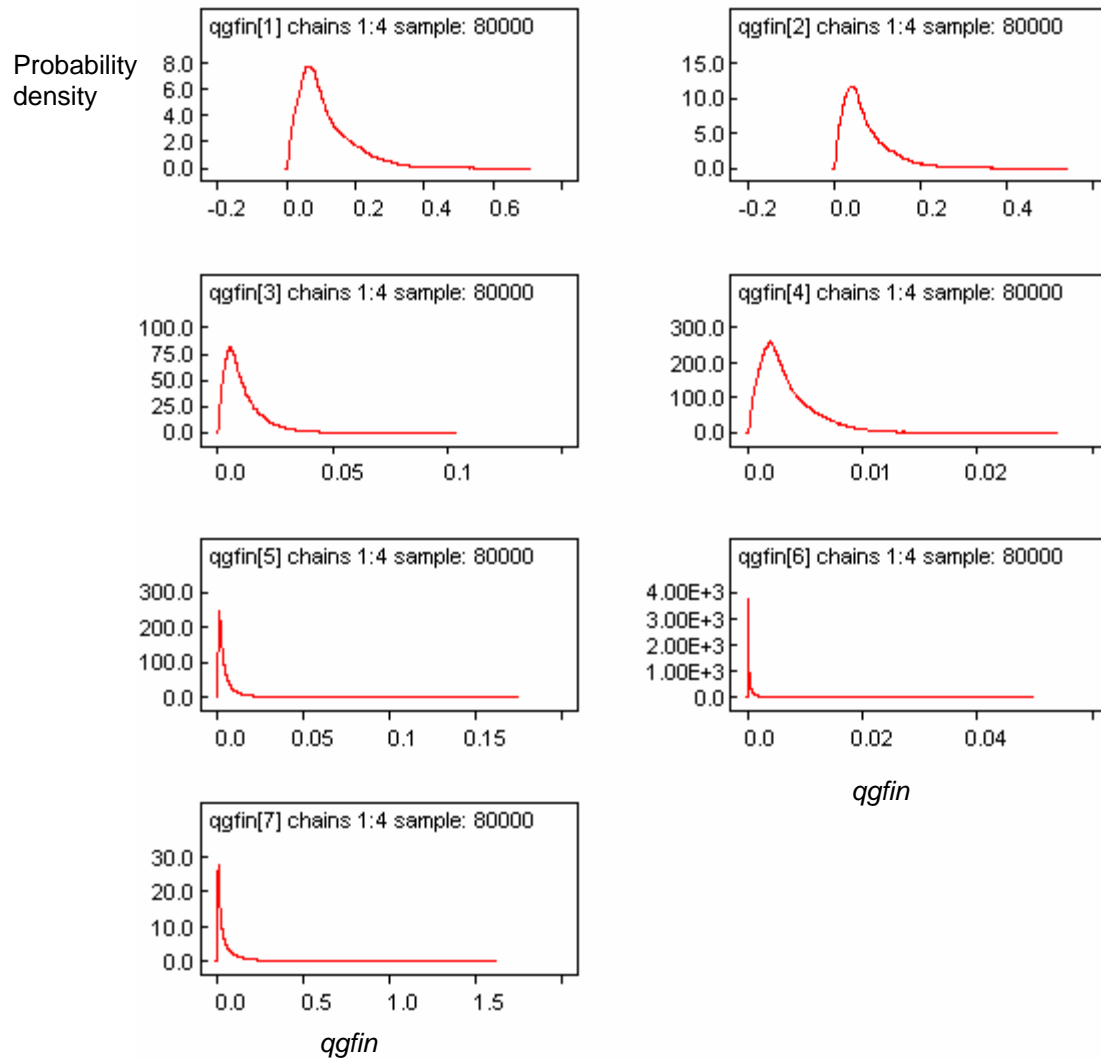 Probability
density
qgfin[1] chains 1:4 sample: 80000
8.0
6.0
4.0
2.0
0.0
-0.2 0.0 0.2 0.4 0.6
qgfin[2] chains 1:4 sample: 80000
15.0
10.0
5.0
0.0
-0.2 0.0 0.2 0.4
qgfin[3] chains 1:4 sample: 80000
100.0
75.0
50.0
25.0
0.0
0.0 0.05 0.1
qgfin[4] chains 1:4 sample: 80000
300.0
200.0
100.0
0.0
0.0 0.01 0.02
qgfin[5] chains 1:4 sample: 80000
300.0
200.0
100.0
0.0
0.0 0.05 0.1 0.15
qgfin[6] chains 1:4 sample: 80000
4.00E+3
3.00E+3
2.00E+3
1.00E+3
0.0
0.0 0.02 0.04
qgfin
qgfin[7] chains 1:4 sample: 80000
30.0
20.0
10.0
0.0
0.0 0.5 1.0 1.5
qgfin